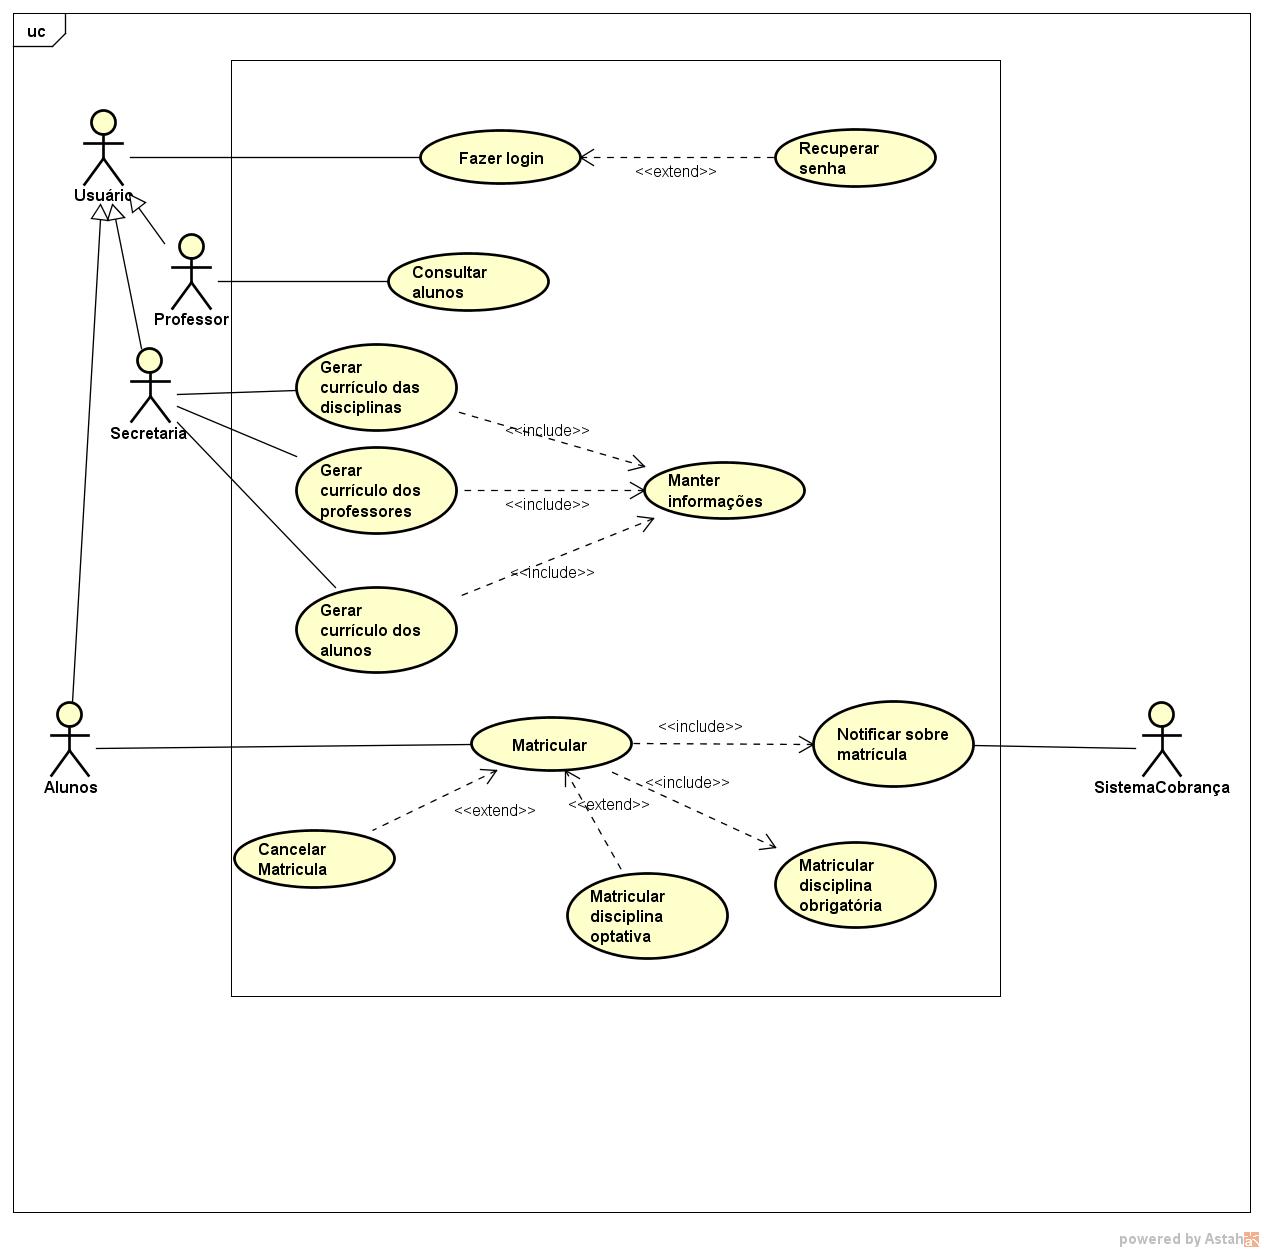 uc
Usuário
Fazer login
<<extend>>
Recuperar
senha
Professor
Consultar
alunos
Secretaria
Gerar
currículo das
disciplinas
<<include>>
Gerar
currículo dos
professores
<<include>>
Manter
informações
<<include>>
Gerar
currículo dos
alunos
Alunos
Matricular
<<include>>
Notificar sobre
matrícula
SistemaCobrança
<<extend>>
<<extend>>
<<include>>
Cancelar
Matricula
Matricular
disciplina
optativa
Matricular
disciplina
obrigatória
powered by Astah